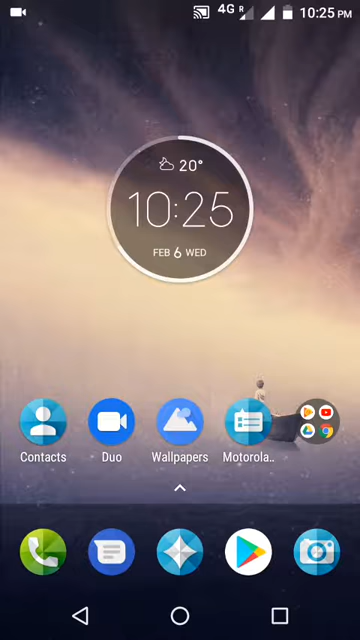 4G R 10:25 PM
20°
10:25
FEB 6 WED
Contacts
Duo
Wallpapers
Motorola..